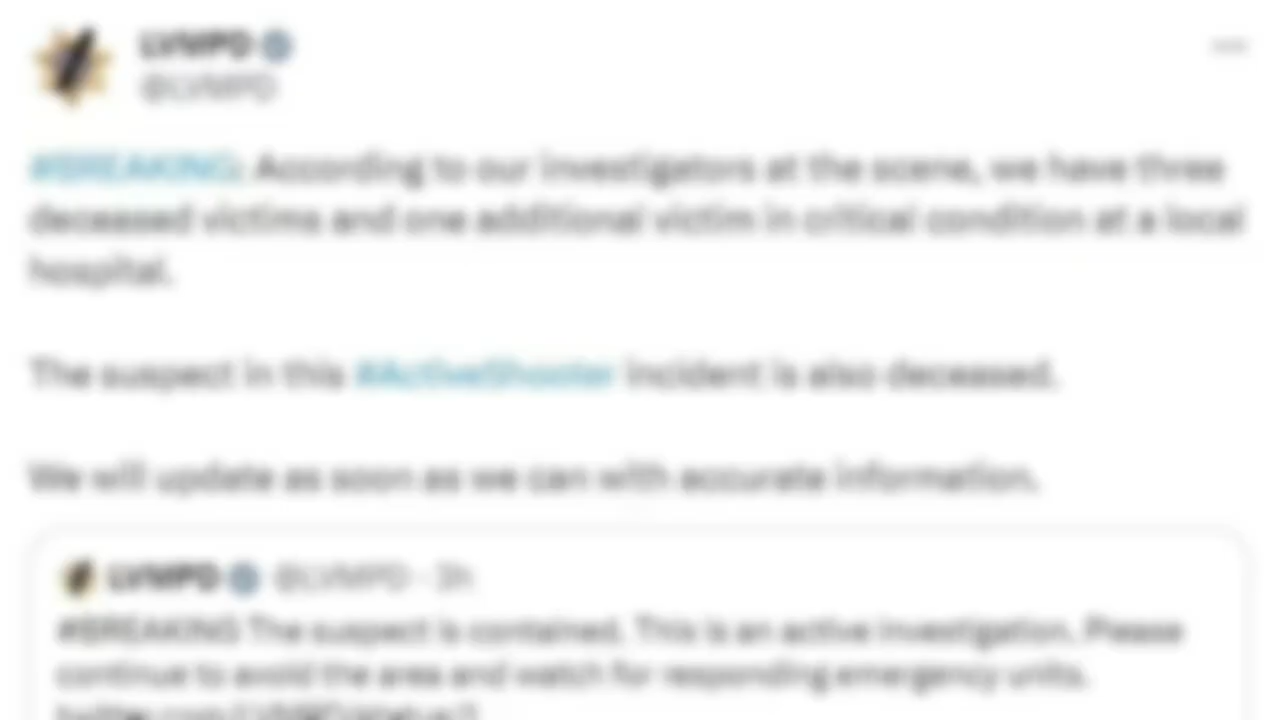 LVMPD
@LVMPD
#BREAKING: According to our investigators at the scene, we have three
deceased victims and one additional victim in critical condition at a local
hospital.
The suspect in this #ActiveShooter incident is also deceased.
We will update as soon as we can with accurate information.
LVMPD @LVMPD · 3h
#BREAKING The suspect is contained. This is an active investigation. Please
continue to avoid the area and watch for responding emergency units.